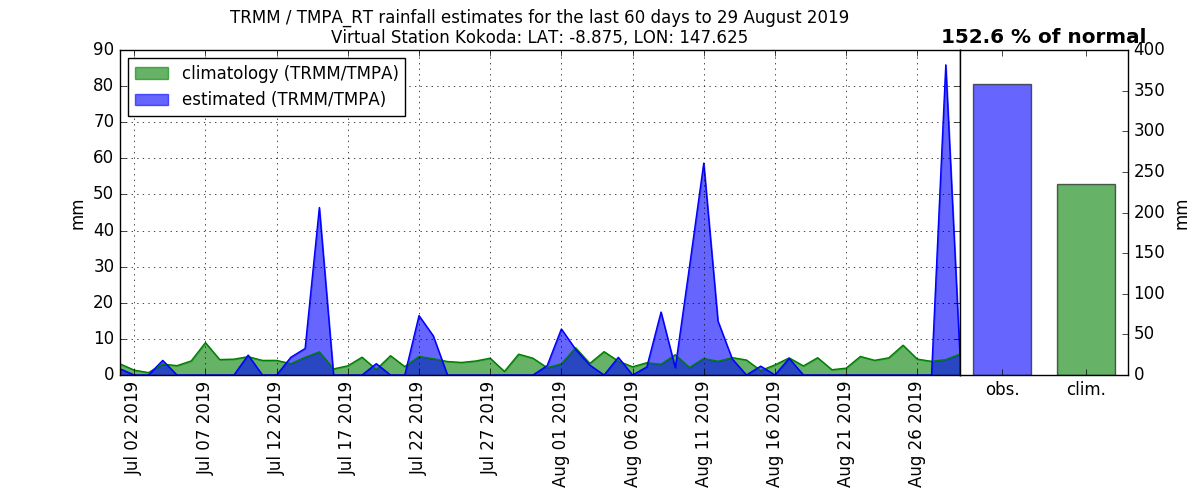 TRMM / TMPA_RT rainfall estimates for the last 60 days to 29 August 2019
Virtual Station Kokoda: LAT: -8.875, LON: 147.625
152.6 % of normal
climatology (TRMM/TMPA)
estimated (TRMM/TMPA)
mm
90
80
70
60
50
40
30
20
10
0
Jul 02 2019
Jul 07 2019
Jul 12 2019
Jul 17 2019
Jul 22 2019
Jul 27 2019
Aug 01 2019
Aug 06 2019
Aug 11 2019
Aug 16 2019
Aug 21 2019
Aug 26 2019
obs.
clim.
400
350
300
250
200
150
100
50
0
mm